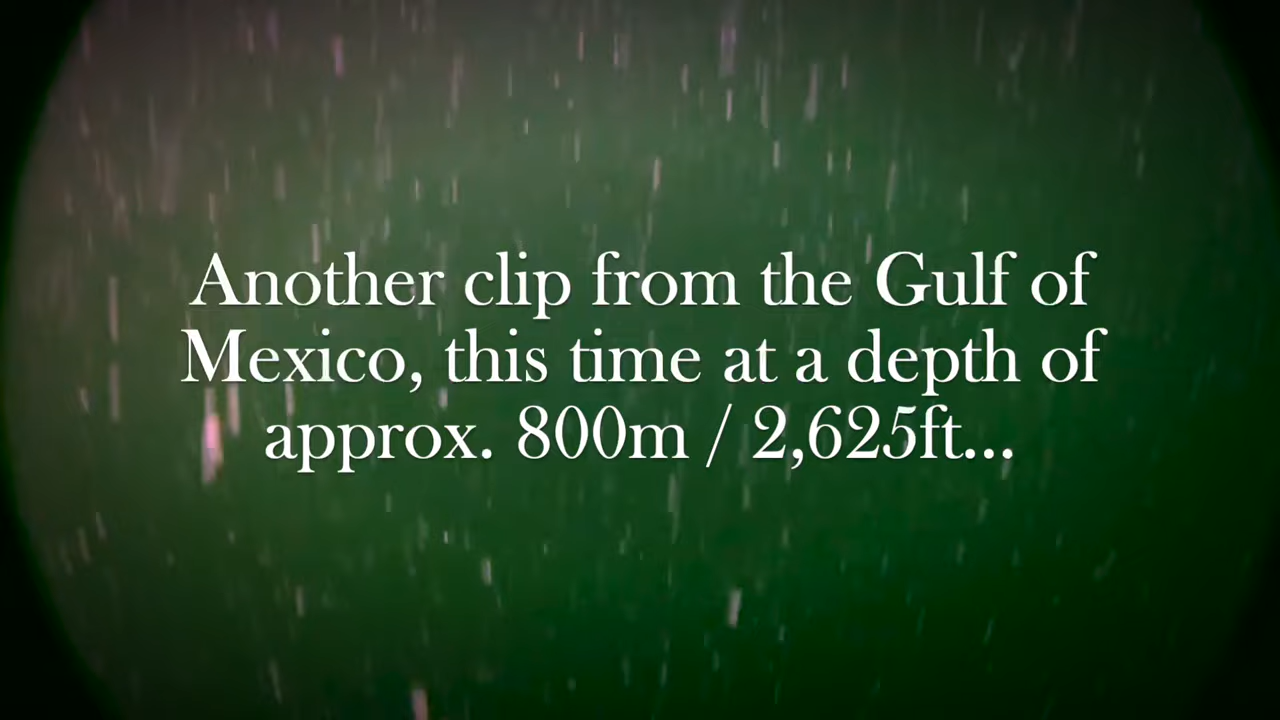 Another clip from the Gulf of
Mexico, this time at a depth of
approx. 800m / 2,625ft...